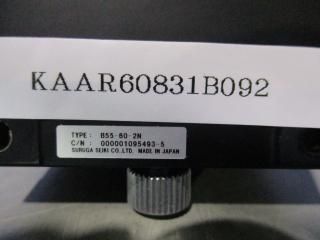 KAAR60831B092
TYPE: B55-60-2N
C/N : 000001095493-5
SURUGA SEIKI CO.,LTD. MADE IN JAPAN